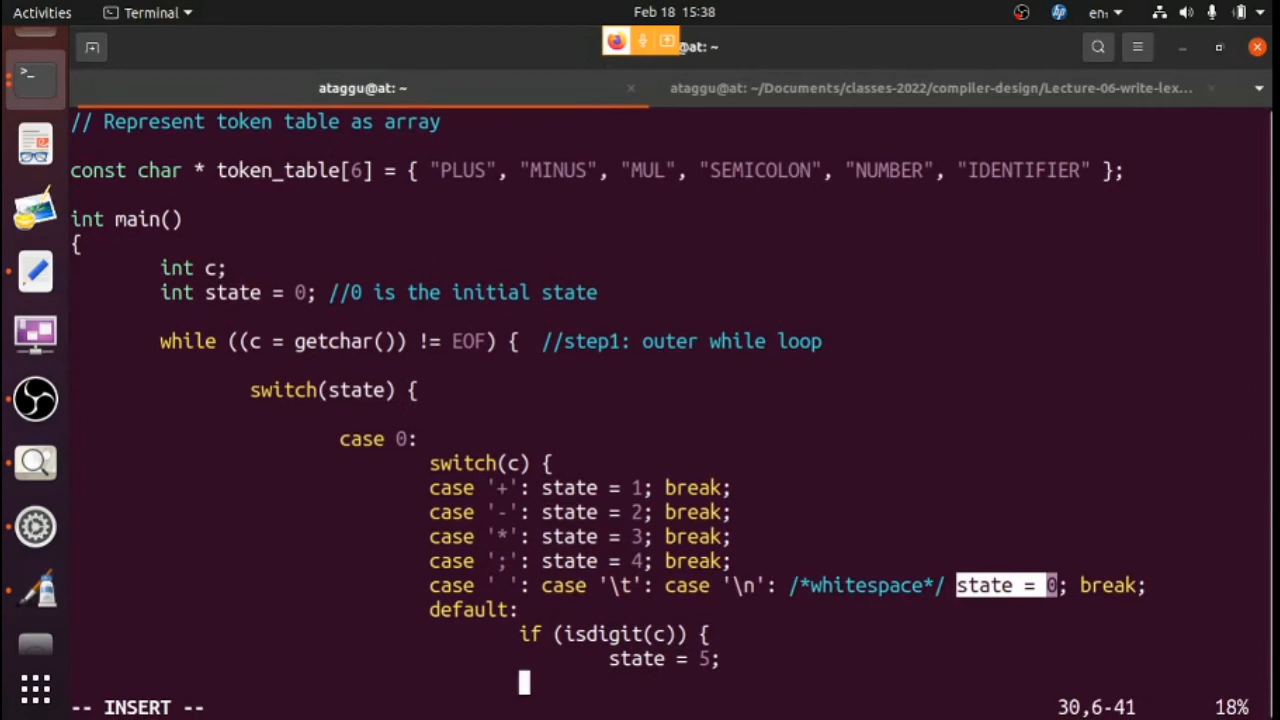 Activities Terminal Feb 18 15:38 en₁
@at: ~
ataggu@at: ~ ataggu@at: ~/Documents/classes-2022/compiler-design/Lecture-06-write-lex...
// Represent token table as array
const char * token_table[6] = { "PLUS", "MINUS", "MUL", "SEMICOLON", "NUMBER", "IDENTIFIER" };
int main()
{
int c;
int state = 0; //0 is the initial state
while ((c = getchar()) != EOF) { //step1: outer while loop
switch(state) {
case 0:
switch(c) {
case '+': state = 1; break;
case '-': state = 2; break;
case '*': state = 3; break;
case ';': state = 4; break;
case ' ': case '\t': case '\n': /*whitespace*/ state = 0; break;
default:
if (isdigit(c)) {
state = 5;
-- INSERT -- 30,6-41 18%